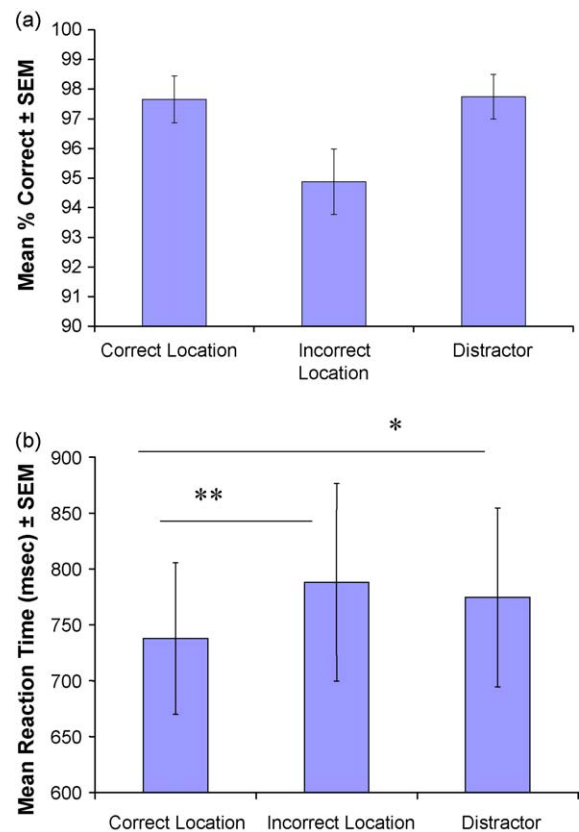 (a)
Mean % Correct ± SEM
100
99
98
97
96
95
94
93
92
91
90
Correct Location
Incorrect
Location
Distractor
(b)
Mean Reaction Time (msec) ± SEM
*
**
900
850
800
750
700
650
600
Correct Location
Incorrect Location
Distractor